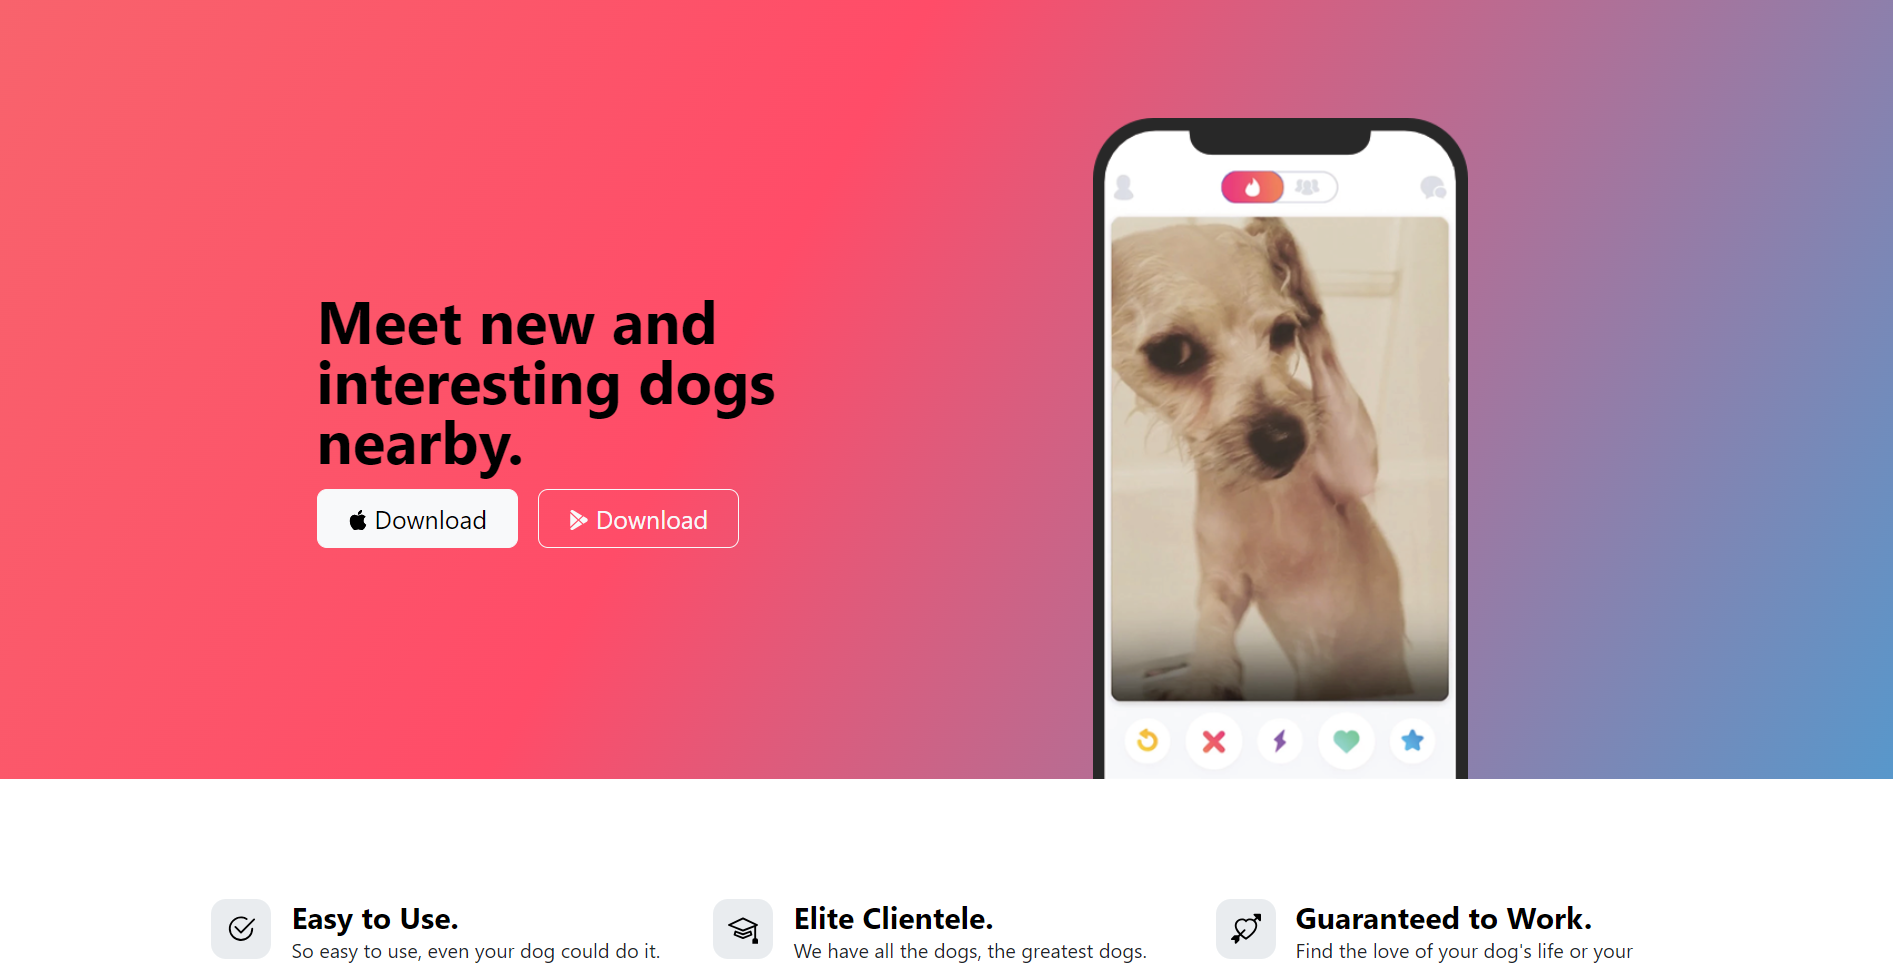 Meet new and
interesting dogs
nearby.
Download
Download
Easy to Use.
So easy to use, even your dog could do it.
Elite Clientele.
We have all the dogs, the greatest dogs.
Guaranteed to Work.
Find the love of your dog's life or your